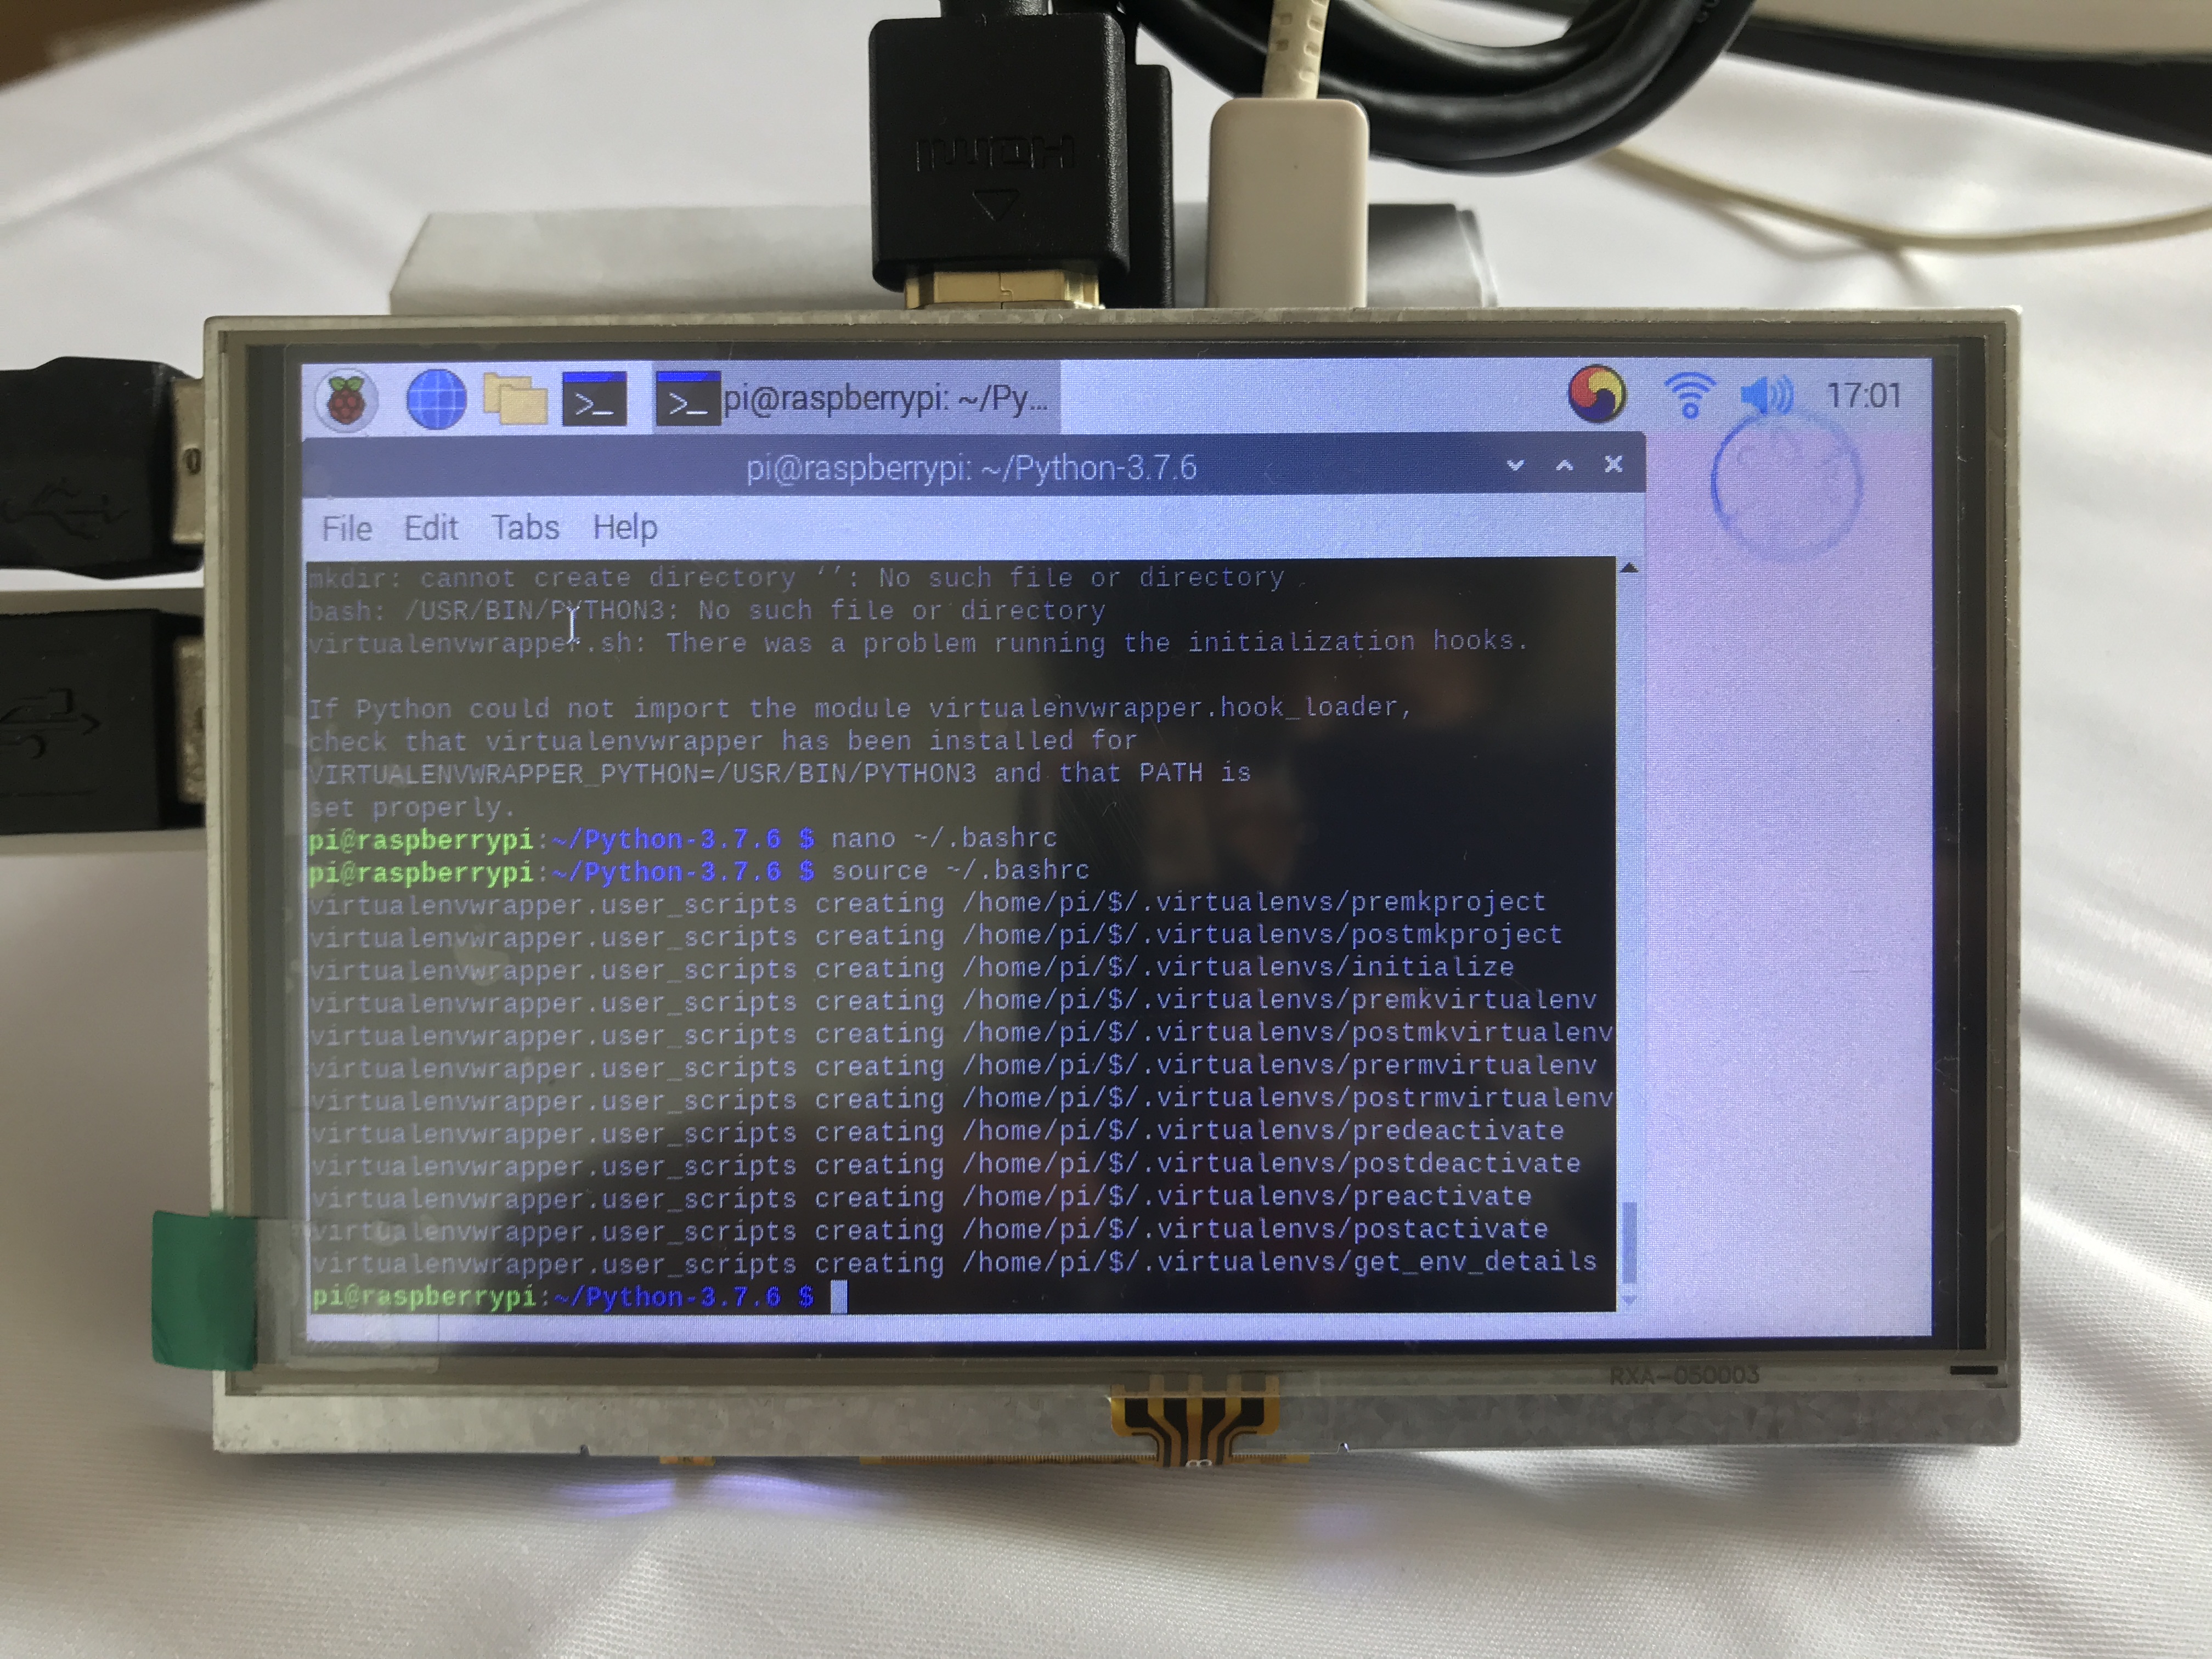 HDMI
pi@raspberrypi: ~/Py...
17:01
pi@raspberrypi: ~/Python-3.7.6
File Edit Tabs Help
mkdir: cannot create directory ‘’: No such file or directory
bash: /USR/BIN/PYTHON3: No such file or directory
virtualenvwrapper.sh: There was a problem running the initialization hooks.
If Python could not import the module virtualenvwrapper.hook_loader,
check that virtualenvwrapper has been installed for
VIRTUALENVWRAPPER_PYTHON=/USR/BIN/PYTHON3 and that PATH is
set properly.
pi@raspberrypi:~/Python-3.7.6 $ nano ~/.bashrc
pi@raspberrypi:~/Python-3.7.6 $ source ~/.bashrc
virtualenvwrapper.user_scripts creating /home/pi/$/.virtualenvs/premkproject
virtualenvwrapper.user_scripts creating /home/pi/$/.virtualenvs/postmkproject
virtualenvwrapper.user_scripts creating /home/pi/$/.virtualenvs/initialize
virtualenvwrapper.user_scripts creating /home/pi/$/.virtualenvs/premkvirtualenv
virtualenvwrapper.user_scripts creating /home/pi/$/.virtualenvs/postmkvirtualenv
virtualenvwrapper.user_scripts creating /home/pi/$/.virtualenvs/prermvirtualenv
virtualenvwrapper.user_scripts creating /home/pi/$/.virtualenvs/postrmvirtualenv
virtualenvwrapper.user_scripts creating /home/pi/$/.virtualenvs/predeactivate
virtualenvwrapper.user_scripts creating /home/pi/$/.virtualenvs/postdeactivate
virtualenvwrapper.user_scripts creating /home/pi/$/.virtualenvs/preactivate
virtualenvwrapper.user_scripts creating /home/pi/$/.virtualenvs/postactivate
virtualenvwrapper.user_scripts creating /home/pi/$/.virtualenvs/get_env_details
pi@raspberrypi:~/Python-3.7.6 $
RXA-050003